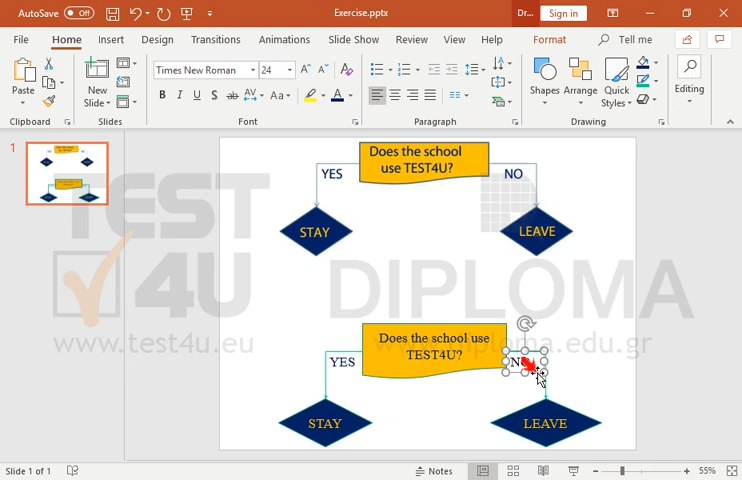 AutoSave Off Exercise.pptx Dr... Sign in
File Home Insert Design Transitions Animations Slide Show Review View Help Format Tell me
Paste New Slide Times New Roman 24 Shapes Arrange Quick Styles Editing
Clipboard Slides Font Paragraph Drawing
1
Does the school
use TEST4U?
YES NO
STAY LEAVE
TEST
4U DIPLOMA
www.test4u.eu www.diploma.edu.gr
Does the school use
TEST4U?
YES
STAY LEAVE
Slide 1 of 1 Notes 55%